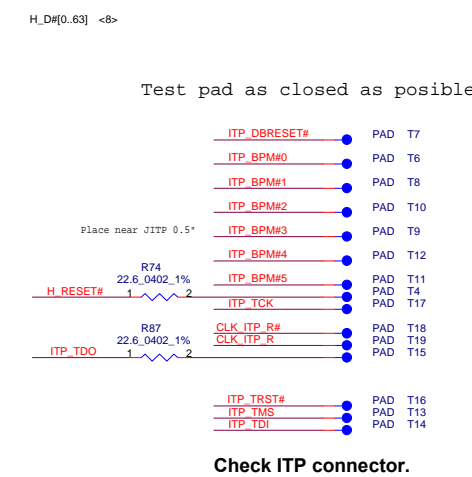 H_D#[0..63] <8>
Test pad as closed as posible
ITP_DBRESET# PAD T7
ITP_BPM#0 PAD T6
ITP_BPM#1 PAD T8
ITP_BPM#2 PAD T10
Place near JITP 0.5" ITP_BPM#3 PAD T9
ITP_BPM#4 PAD T12
R74
22.6_0402_1% ITP_BPM#5 PAD T11
H_RESET# 1 2 PAD T4
ITP_TCK PAD T17
R87 CLK_ITP_R# PAD T18
22.6_0402_1% CLK_ITP_R PAD T19
ITP_TDO 1 2 PAD T15
ITP_TRST# PAD T16
ITP_TMS PAD T13
ITP_TDI PAD T14
Check ITP connector.